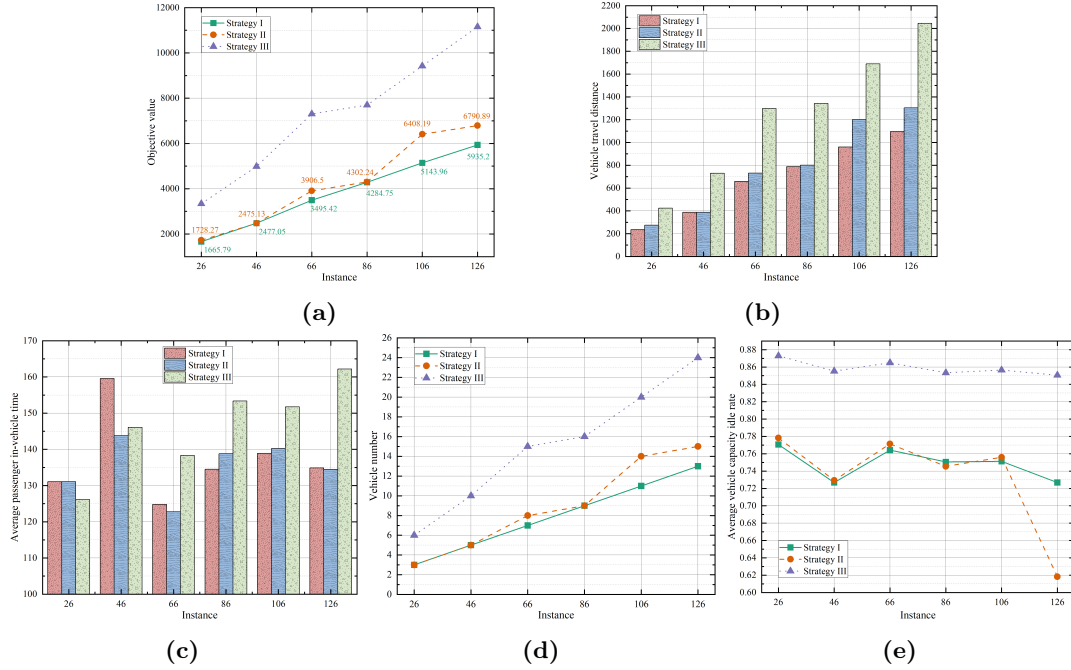 Strategy I
Strategy II
Strategy III
12000
10000
8000
6000
4000
2000
Objective value
1728.27
1665.79
2475.13
2477.05
3906.5
3495.42
4302.24
4284.75
6408.19
5143.96
6790.89
5935.2
26 46 66 86 106 126
Instance
(a)
Strategy I
Strategy II
Strategy III
2200
2000
1800
1600
1400
1200
1000
800
600
400
200
0
Vehicle travel distance
26 46 66 86 106 126
Instance
(b)
Strategy I
Strategy II
Strategy III
170
160
150
140
130
120
110
100
Average passenger in-vehicle time
26 46 66 86 106 126
Instance
(c)
Strategy I
Strategy II
Strategy III
26
24
22
20
18
16
14
12
10
8
6
4
2
0
Vehicle number
26 46 66 86 106 126
Instance
(d)
0.88
0.86
0.84
0.82
0.80
0.78
0.76
0.74
0.72
0.70
0.68
0.66
0.64
0.62
0.60
Average vehicle capacity idle rate
Strategy I
Strategy II
Strategy III
26 46 66 86 106 126
Instance
(e)